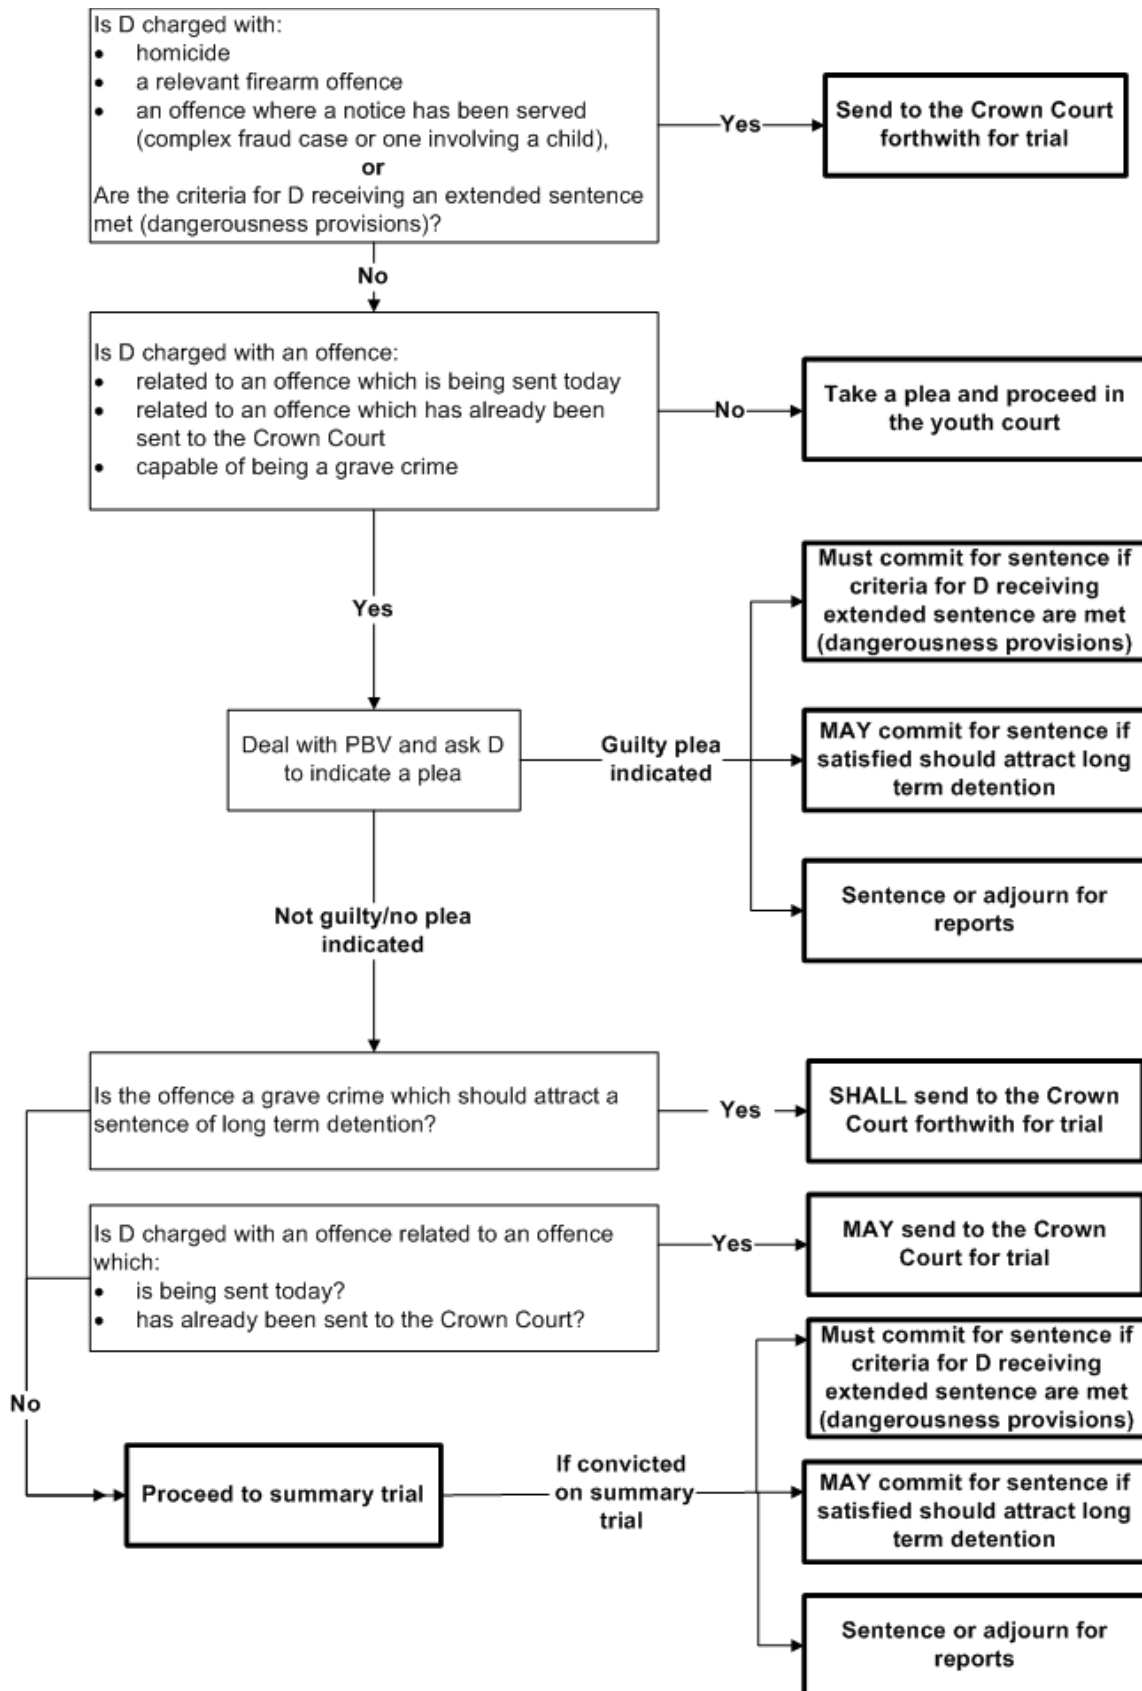 Is D charged with:
• homicide
• a relevant firearm offence
• an offence where a notice has been served
(complex fraud case or one involving a child),
or
Are the criteria for D receiving an extended sentence
met (dangerousness provisions)?
Yes
Send to the Crown Court
forthwith for trial
No
Is D charged with an offence:
• related to an offence which is being sent today
• related to an offence which has already been
sent to the Crown Court
• capable of being a grave crime
No
Take a plea and proceed in
the youth court
Yes
Deal with PBV and ask D
to indicate a plea
Guilty plea
indicated
Must commit for sentence if
criteria for D receiving
extended sentence are met
(dangerousness provisions)
MAY commit for sentence if
satisfied should attract long
term detention
Sentence or adjourn for
reports
Not guilty/no plea
indicated
Is the offence a grave crime which should attract a
sentence of long term detention?
Yes
SHALL send to the Crown
Court forthwith for trial
Is D charged with an offence related to an offence
which:
• is being sent today?
• has already been sent to the Crown Court?
Yes
MAY send to the Crown
Court for trial
No
Proceed to summary trial
If convicted
on summary
trial
Must commit for sentence if
criteria for D receiving
extended sentence are met
(dangerousness provisions)
MAY commit for sentence if
satisfied should attract long
term detention
Sentence or adjourn for
reports